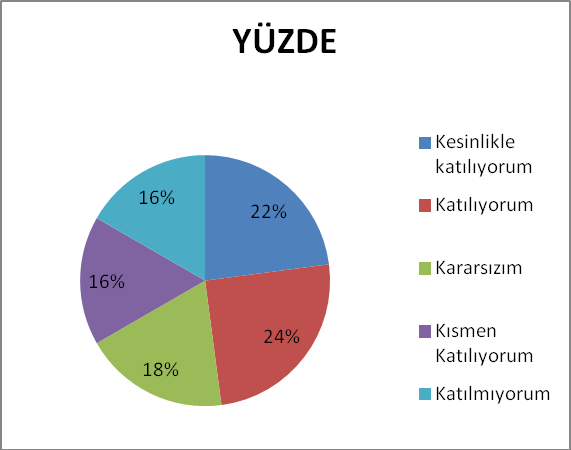 YÜZDE
16%
22%
16%
18%
24%
Kesinlikle
katılıyorum
Katılıyorum
Kararsızım
Kısmen
Katılıyorum
Katılmıyorum